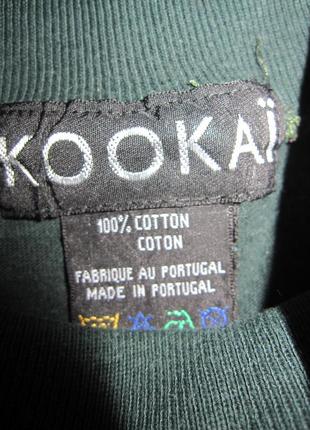 KOOKAÏ
100% COTTON
COTON
FABRIQUE AU PORTUGAL
MADE IN PORTUGAL